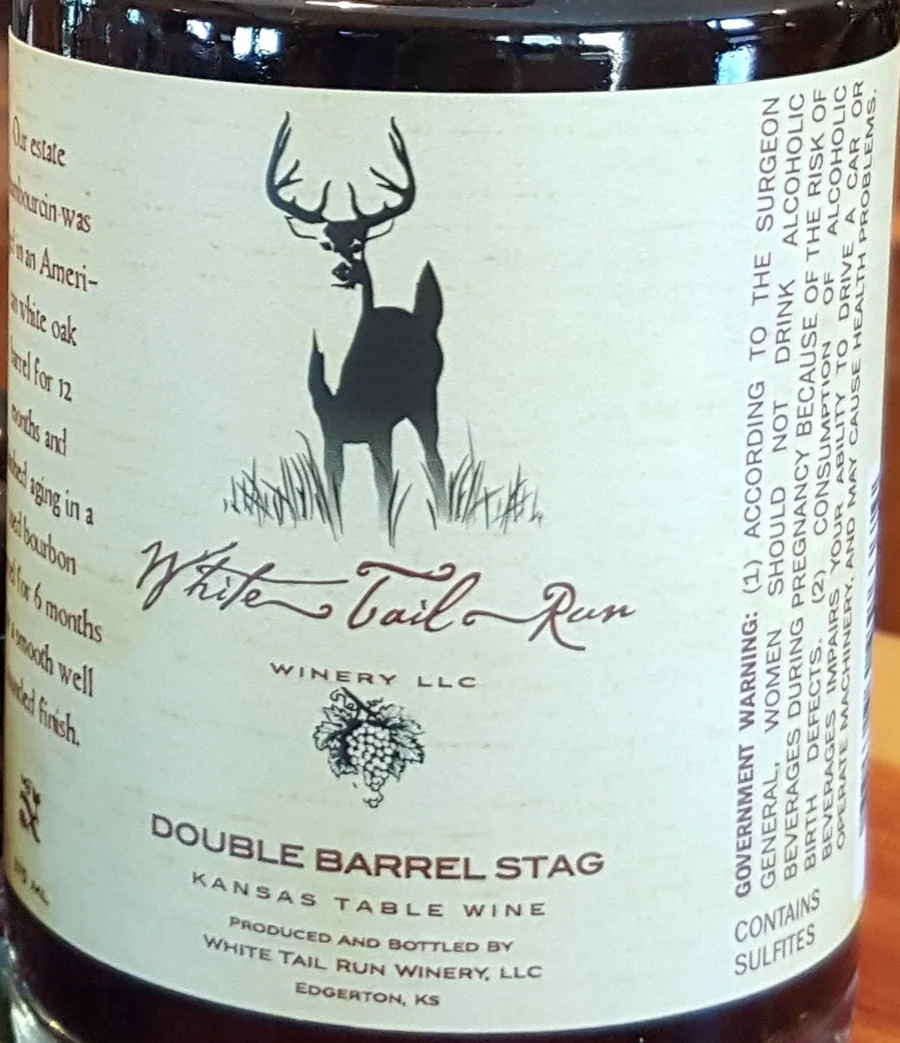 Our estate
was
in an Ameri-
white oak
for 12
months and
aging in a
bourbon
for 6 months
smooth well
finish.
White Tail Run
WINERY LLC
DOUBLE BARREL STAG
KANSAS TABLE WINE
PRODUCED AND BOTTLED BY
WHITE TAIL RUN WINERY, LLC
EDGERTON, KS
GOVERNMENT WARNING: (1) ACCORDING TO THE SURGEON
GENERAL, WOMEN SHOULD NOT DRINK ALCOHOLIC
BEVERAGES DURING PREGNANCY BECAUSE OF THE RISK OF
BIRTH DEFECTS. (2) CONSUMPTION OF ALCOHOLIC
BEVERAGES IMPAIRS YOUR ABILITY TO DRIVE A CAR OR
OPERATE MACHINERY, AND MAY CAUSE HEALTH PROBLEMS.
CONTAINS
SULFITES